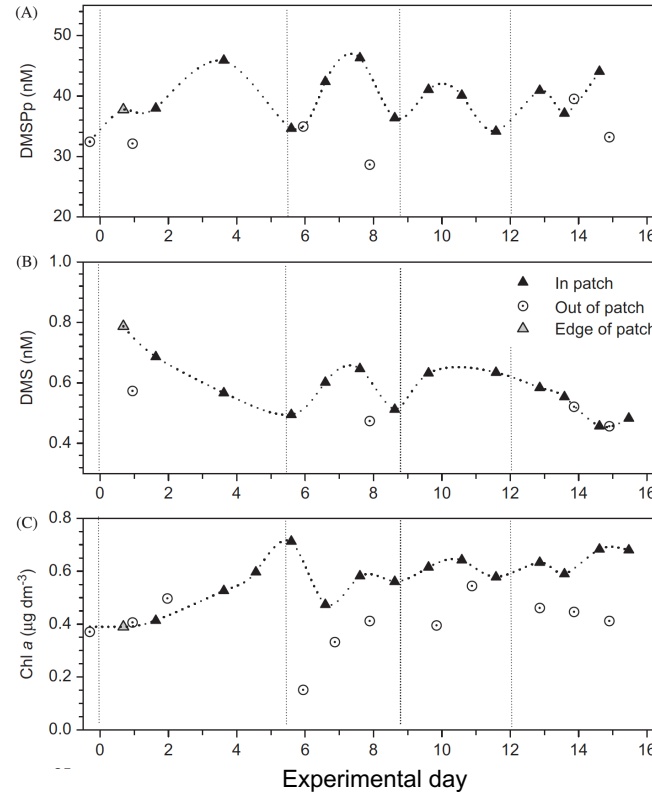 (A)
DMSPp (nM)
50
40
30
20
0 2 4 6 8 10 12 14 16
(B)
DMS (nM)
1.0
0.8
0.6
0.4
In patch
Out of patch
Edge of patch
0 2 4 6 8 10 12 14 16
(C)
Chl a (µg dm-3)
0.8
0.6
0.4
0.2
0.0
0 2 4 6 8 10 12 14 16
Experimental day